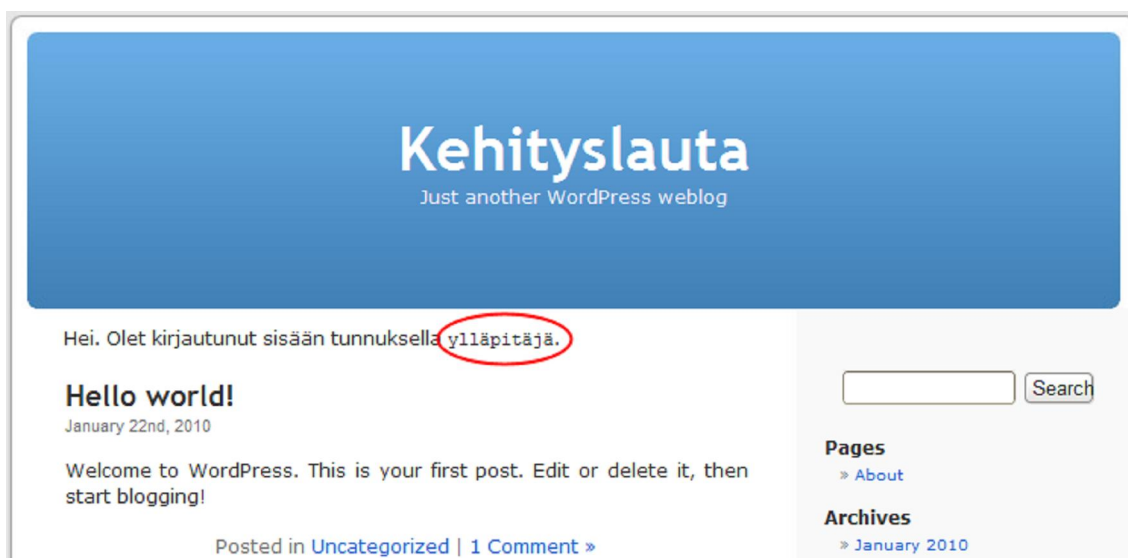 Kehityslauta
Just another WordPress weblog
Hei. Olet kirjautunut sisään tunnuksella ylläpitäjä.
Hello world!
January 22nd, 2010
Welcome to WordPress. This is your first post. Edit or delete it, then
start blogging!
Posted in Uncategorized | 1 Comment »
Search
Pages
» About
Archives
» January 2010